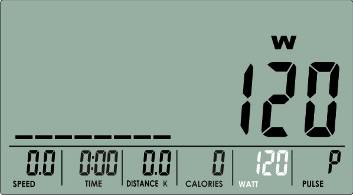 W
120
0.0 0:00 0.0 0 120 P
SPEED TIME DISTANCE K CALORIES WATT PULSE